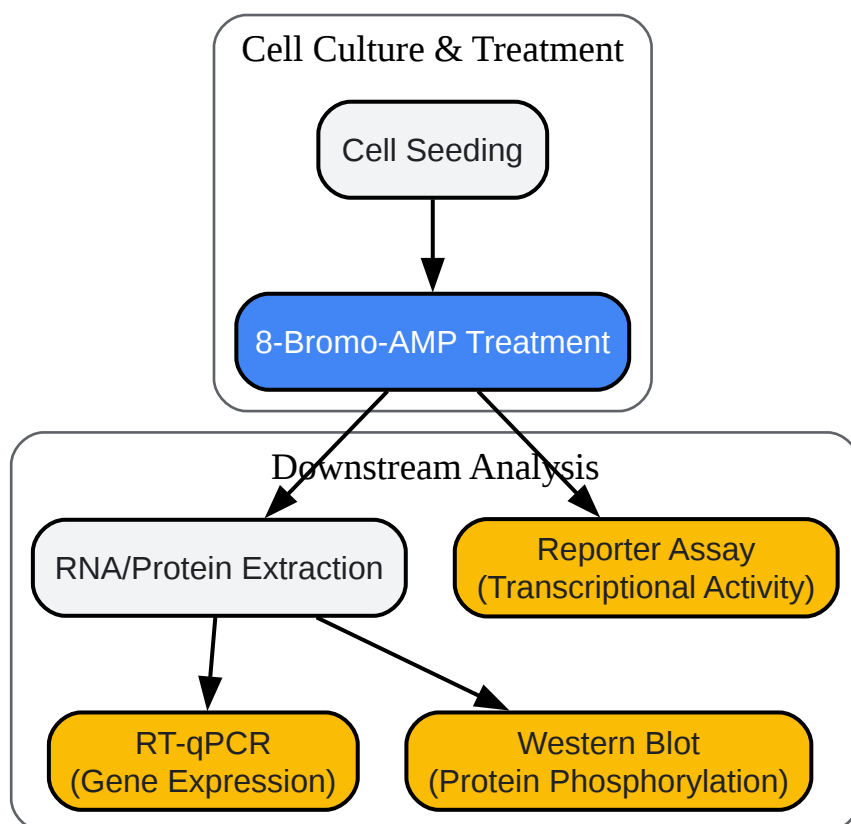 Cell Culture & Treatment
Cell Seeding
8-Bromo-AMP Treatment
Downstream Analysis
RNA/Protein Extraction
Reporter Assay
(Transcriptional Activity)
RT-qPCR
(Gene Expression)
Western Blot
(Protein Phosphorylation)